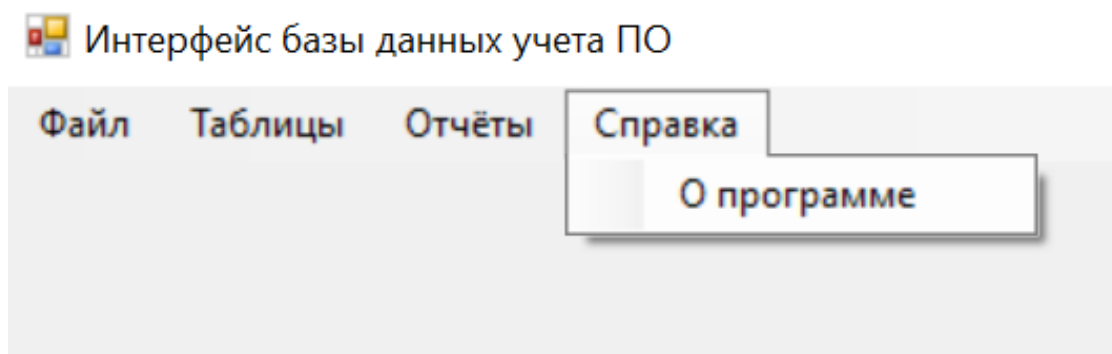 Интерфейс базы данных учета ПО
Файл Таблицы Отчёты Справка
О программе